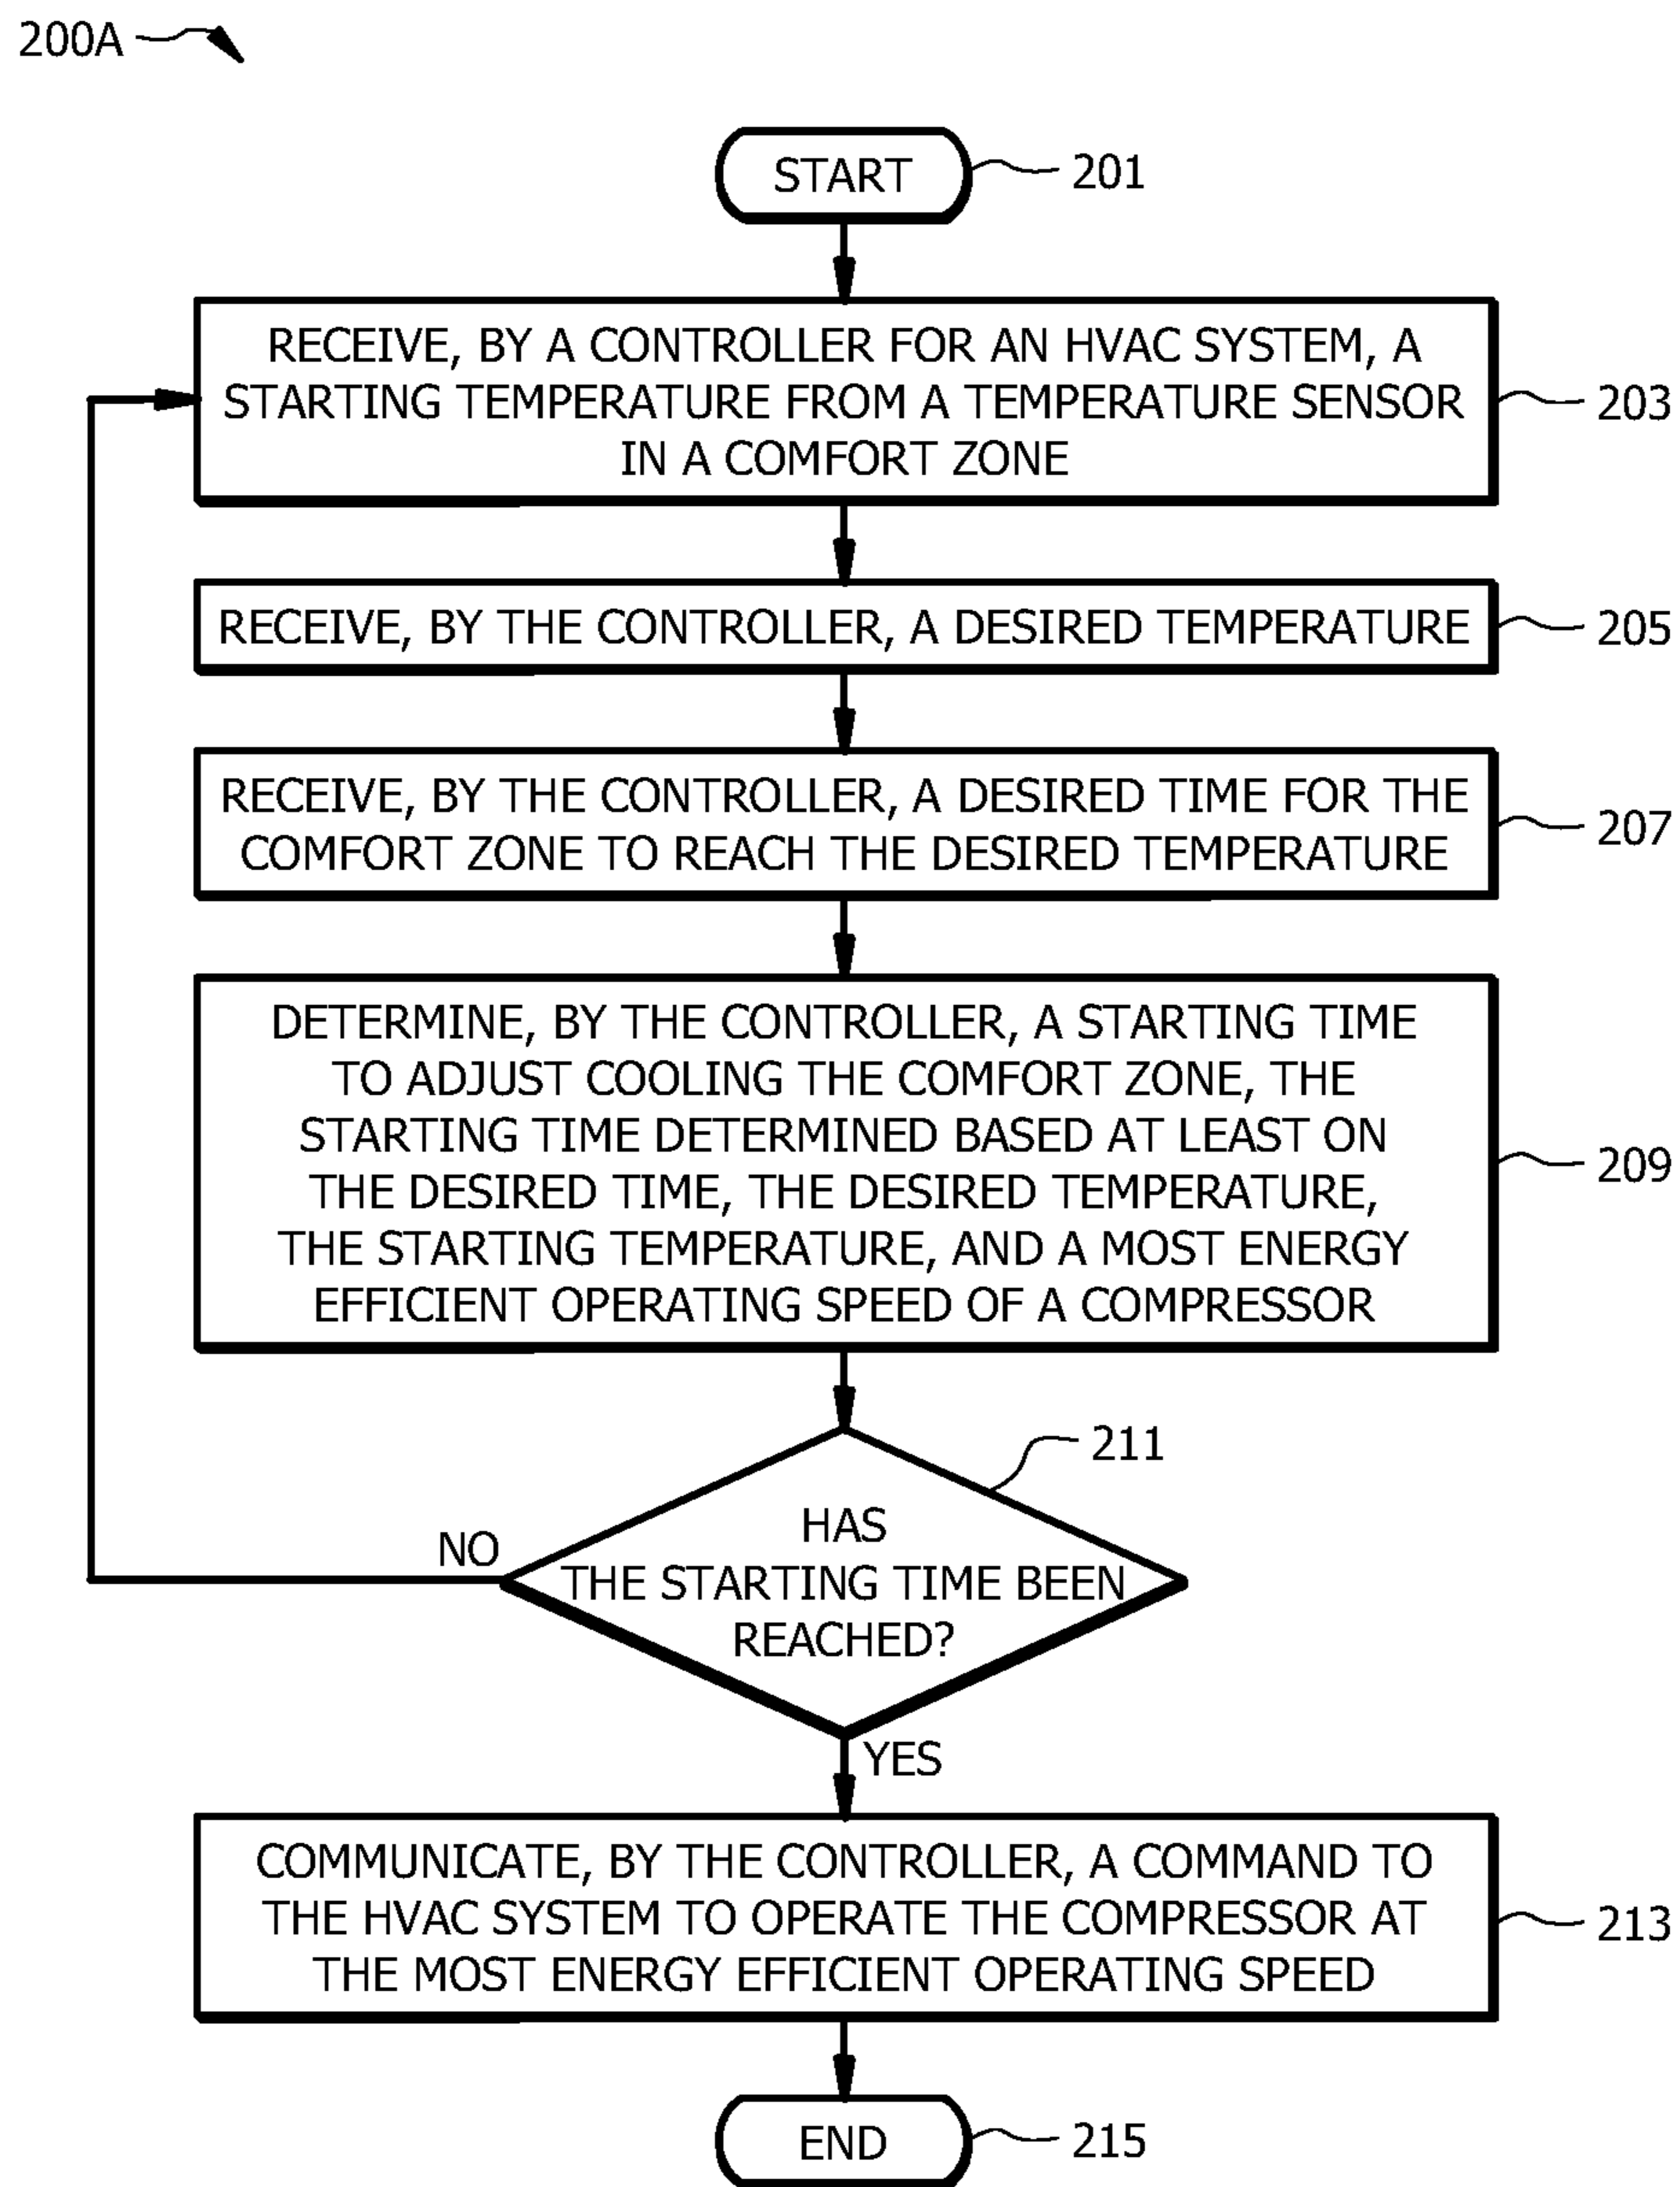 200A
START
201
RECEIVE, BY A CONTROLLER FOR AN HVAC SYSTEM, A
STARTING TEMPERATURE FROM A TEMPERATURE SENSOR
IN A COMFORT ZONE
203
RECEIVE, BY THE CONTROLLER, A DESIRED TEMPERATURE
205
RECEIVE, BY THE CONTROLLER, A DESIRED TIME FOR THE
COMFORT ZONE TO REACH THE DESIRED TEMPERATURE
207
DETERMINE, BY THE CONTROLLER, A STARTING TIME
TO ADJUST COOLING THE COMFORT ZONE, THE
STARTING TIME DETERMINED BASED AT LEAST ON
THE DESIRED TIME, THE DESIRED TEMPERATURE,
THE STARTING TEMPERATURE, AND A MOST ENERGY
EFFICIENT OPERATING SPEED OF A COMPRESSOR
209
211
NO
HAS
THE STARTING TIME BEEN
REACHED?
YES
COMMUNICATE, BY THE CONTROLLER, A COMMAND TO
THE HVAC SYSTEM TO OPERATE THE COMPRESSOR AT
THE MOST ENERGY EFFICIENT OPERATING SPEED
213
END
215